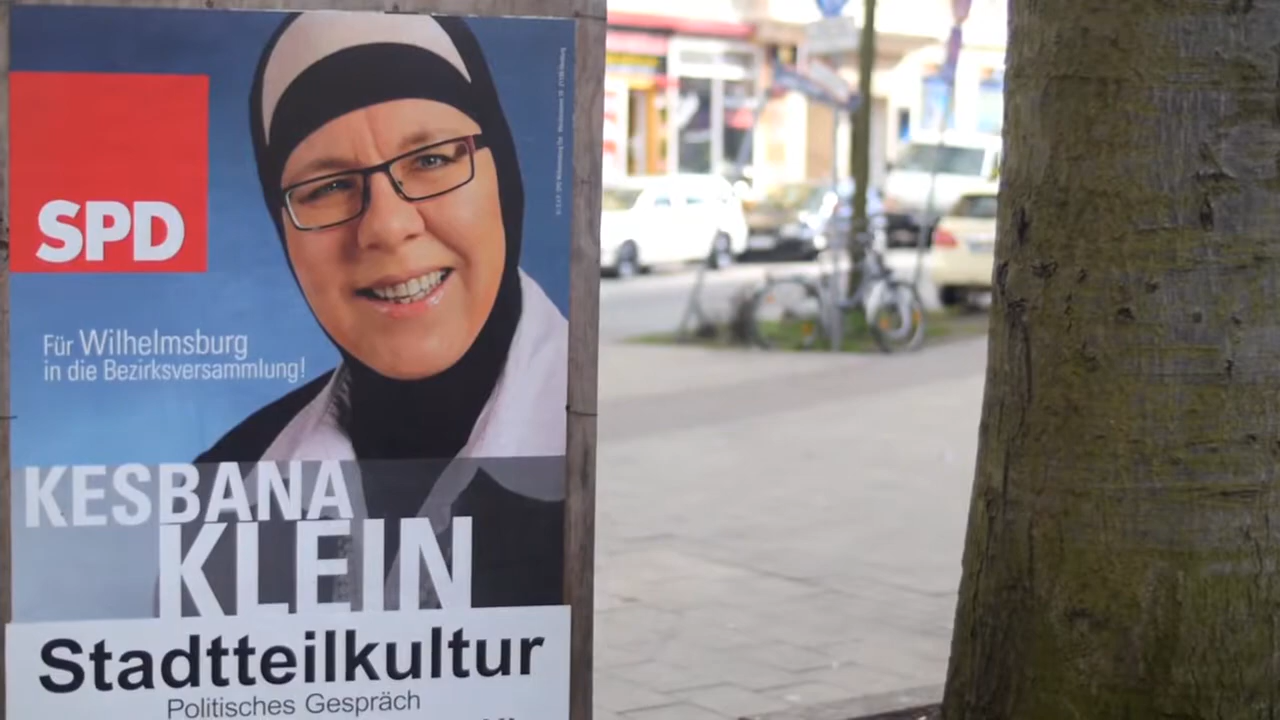 SPD
Für Wilhelmsburg
in die Bezirksversammlung!
KESBANA
KLEIN
Stadtteilkultur
Politisches Gespräch